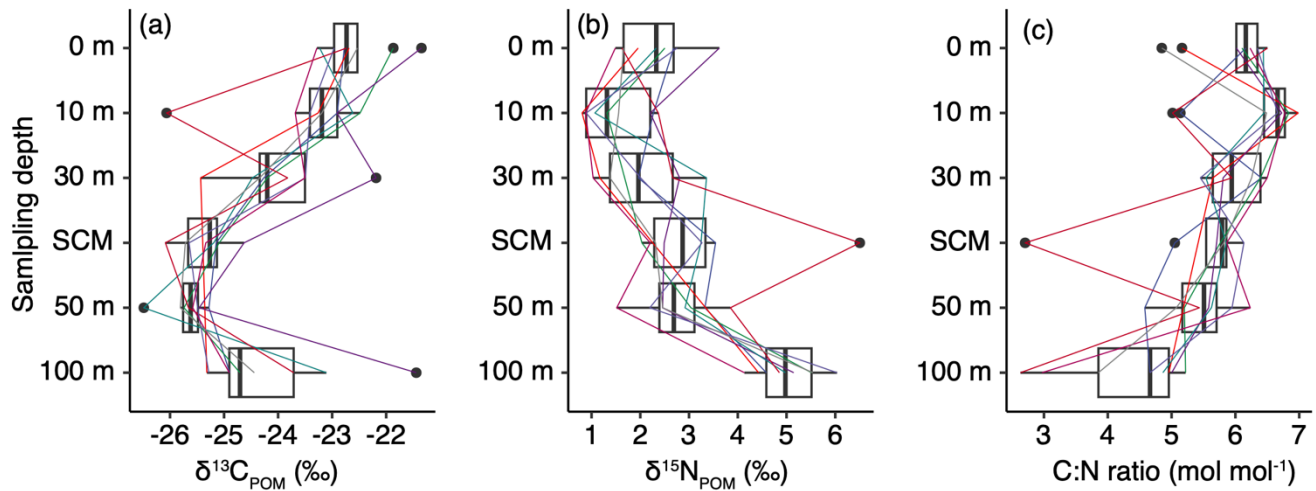 (a)
(b)
(c)
Sampling depth
0 m
10 m
30 m
SCM
50 m
100 m
-26 -25 -24 -23 -22
δ¹³C_POM (‰)
0 m
10 m
30 m
SCM
50 m
100 m
1 2 3 4 5 6
δ¹⁵N_POM (‰)
0 m
10 m
30 m
SCM
50 m
100 m
3 4 5 6 7
C:N ratio (mol mol⁻¹)